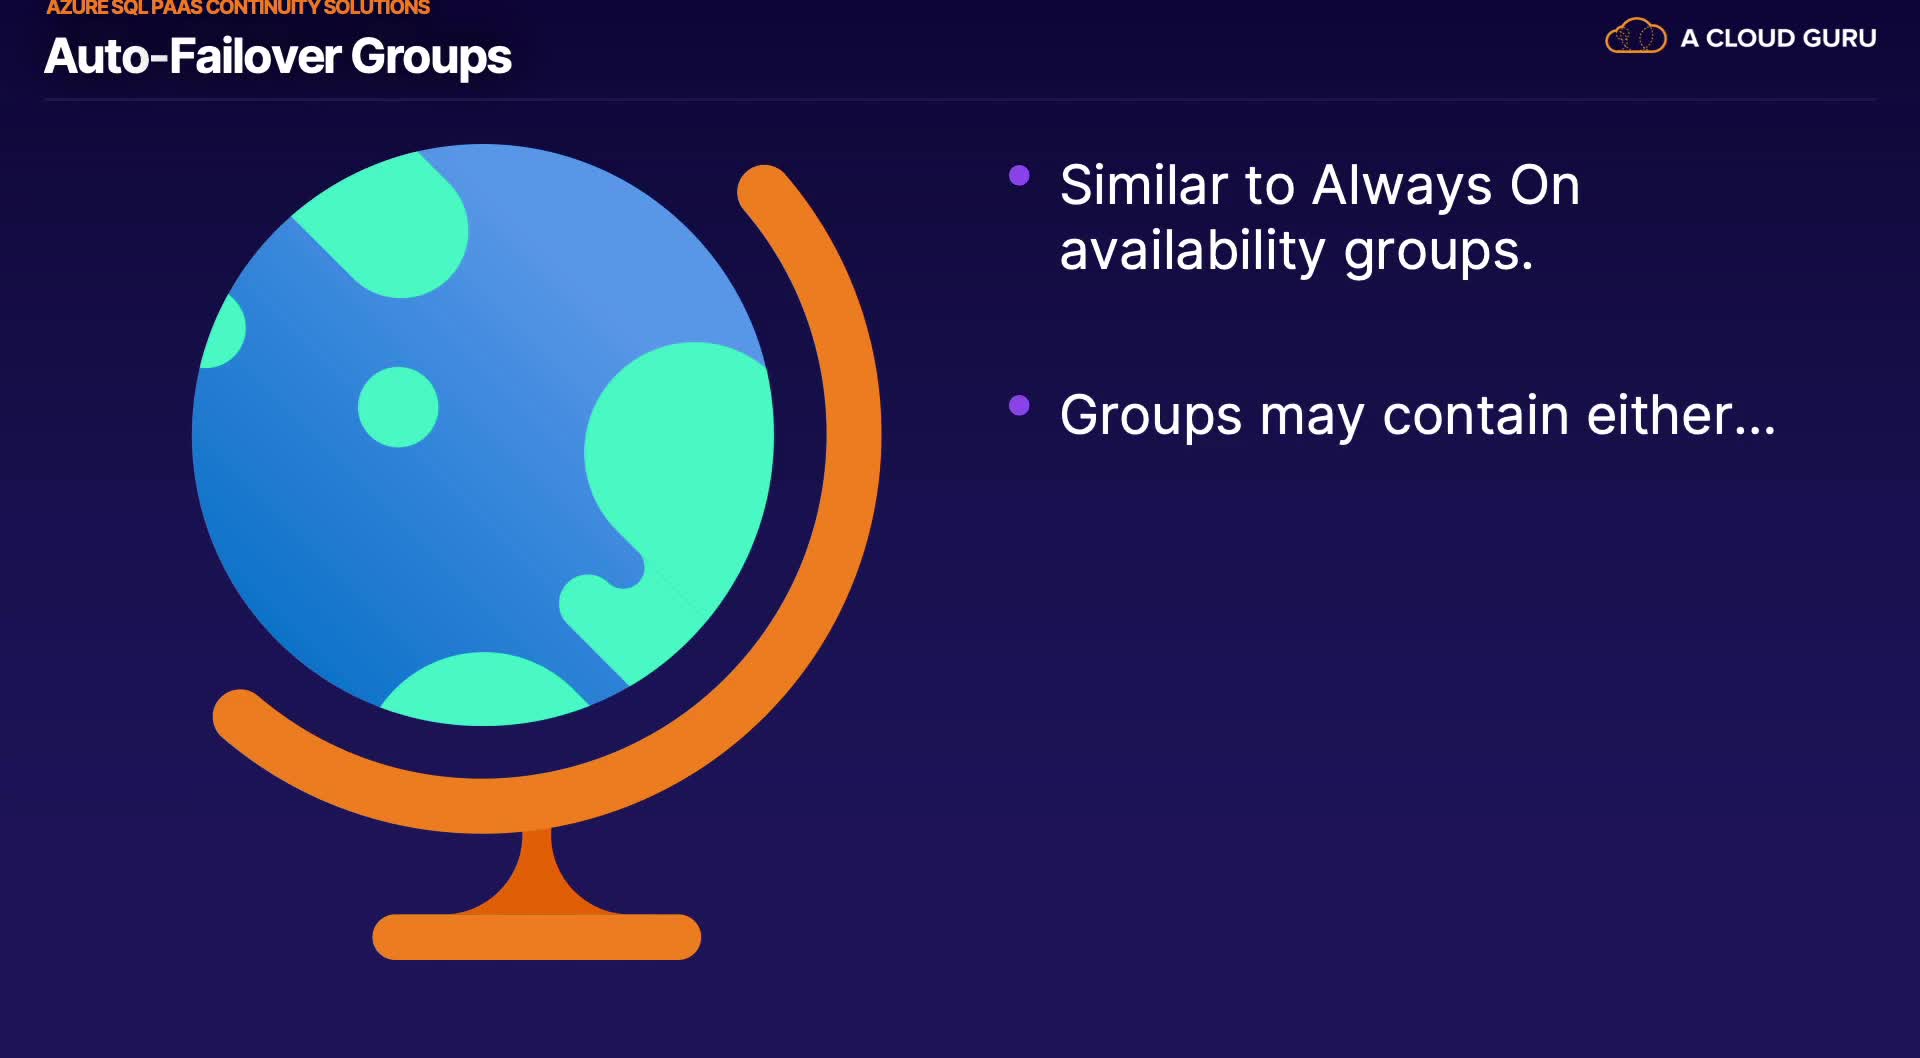 AZURE SQL PAAS CONTINUITY SOLUTIONS
Auto-Failover Groups
A CLOUD GURU
Similar to Always On
availability groups.
Groups may contain either...